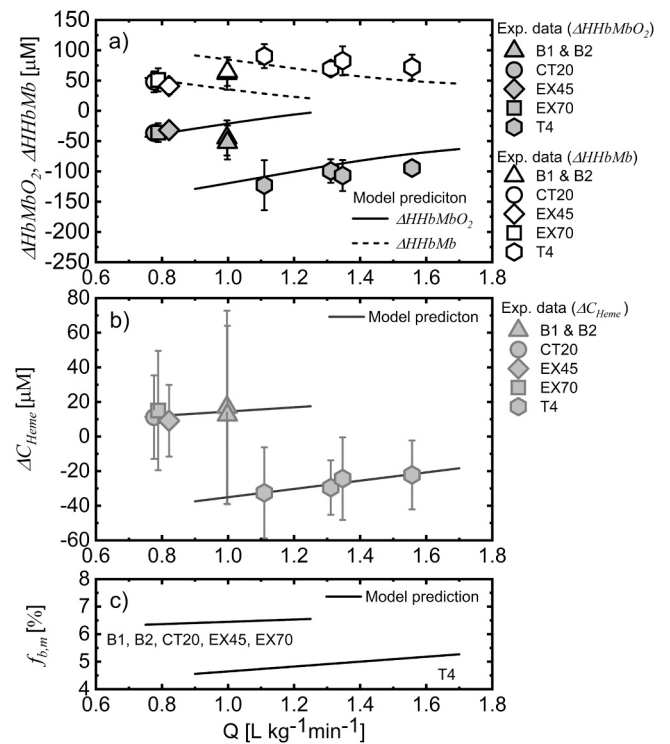 a)
ΔHbMbO2, ΔHHbMb [μM]
150
100
50
0
-50
-100
-150
-200
-250
Model prediciton
ΔHHbMbO2
ΔHHbMb
0.6 0.8 1.0 1.2 1.4 1.6 1.8
Exp. data (ΔHHbMbO2)
B1 & B2
CT20
EX45
EX70
T4
Exp. data (ΔHHbMb)
B1 & B2
CT20
EX45
EX70
T4
b)
Model predicton
ΔCHeme [μM]
80
60
40
20
0
-20
-40
-60
0.6 0.8 1.0 1.2 1.4 1.6 1.8
Exp. data (ΔCHeme)
B1 & B2
CT20
EX45
EX70
T4
c)
Model prediction
fb,m [%]
8
7
6
5
4
B1, B2, CT20, EX45, EX70
T4
0.6 0.8 1.0 1.2 1.4 1.6 1.8
Q [L kg-1min-1]